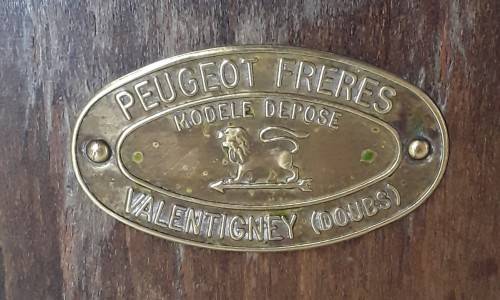 PEUGEOT FRERES
MODELE DEPOSE
VALENTIGNEY (DOUBS)